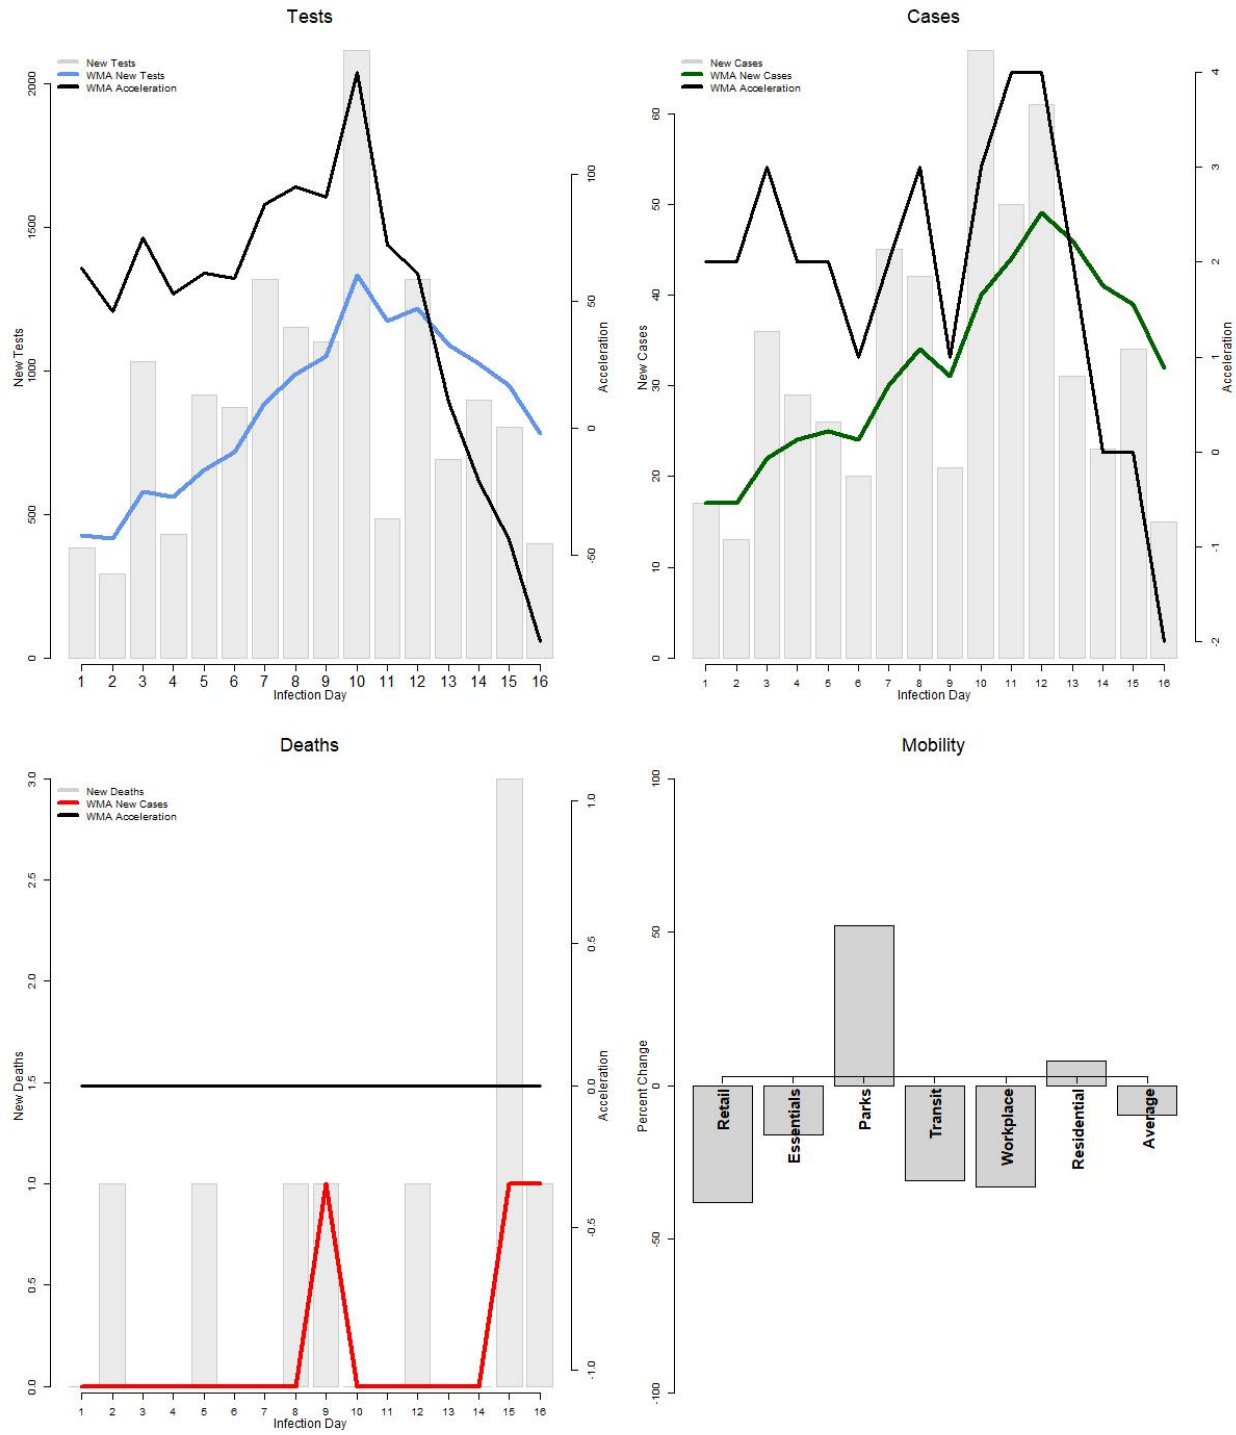 Tests
New Tests
WMA New Tests
WMA Acceleration
New Tests
0
500
1000
1500
2000
Acceleration
-50
0
50
100
1 2 3 4 5 6 7 8 9 10 11 12 13 14 15 16
Infection Day
Cases
New Cases
WMA New Cases
WMA Acceleration
New Cases
0
10
20
30
40
50
60
Acceleration
-2
-1
0
1
2
3
4
1 2 3 4 5 6 7 8 9 10 11 12 13 14 15 16
Infection Day
Deaths
New Deaths
WMA New Cases
WMA Acceleration
New Deaths
0.0
0.5
1.0
1.5
2.0
2.5
3.0
Acceleration
-1.0
-0.5
0.0
0.5
1.0
1 2 3 4 5 6 7 8 9 10 11 12 13 14 15 16
Infection Day
Mobility
Percent Change
-100
-50
0
50
100
Retail
Essentials
Parks
Transit
Workplace
Residential
Average